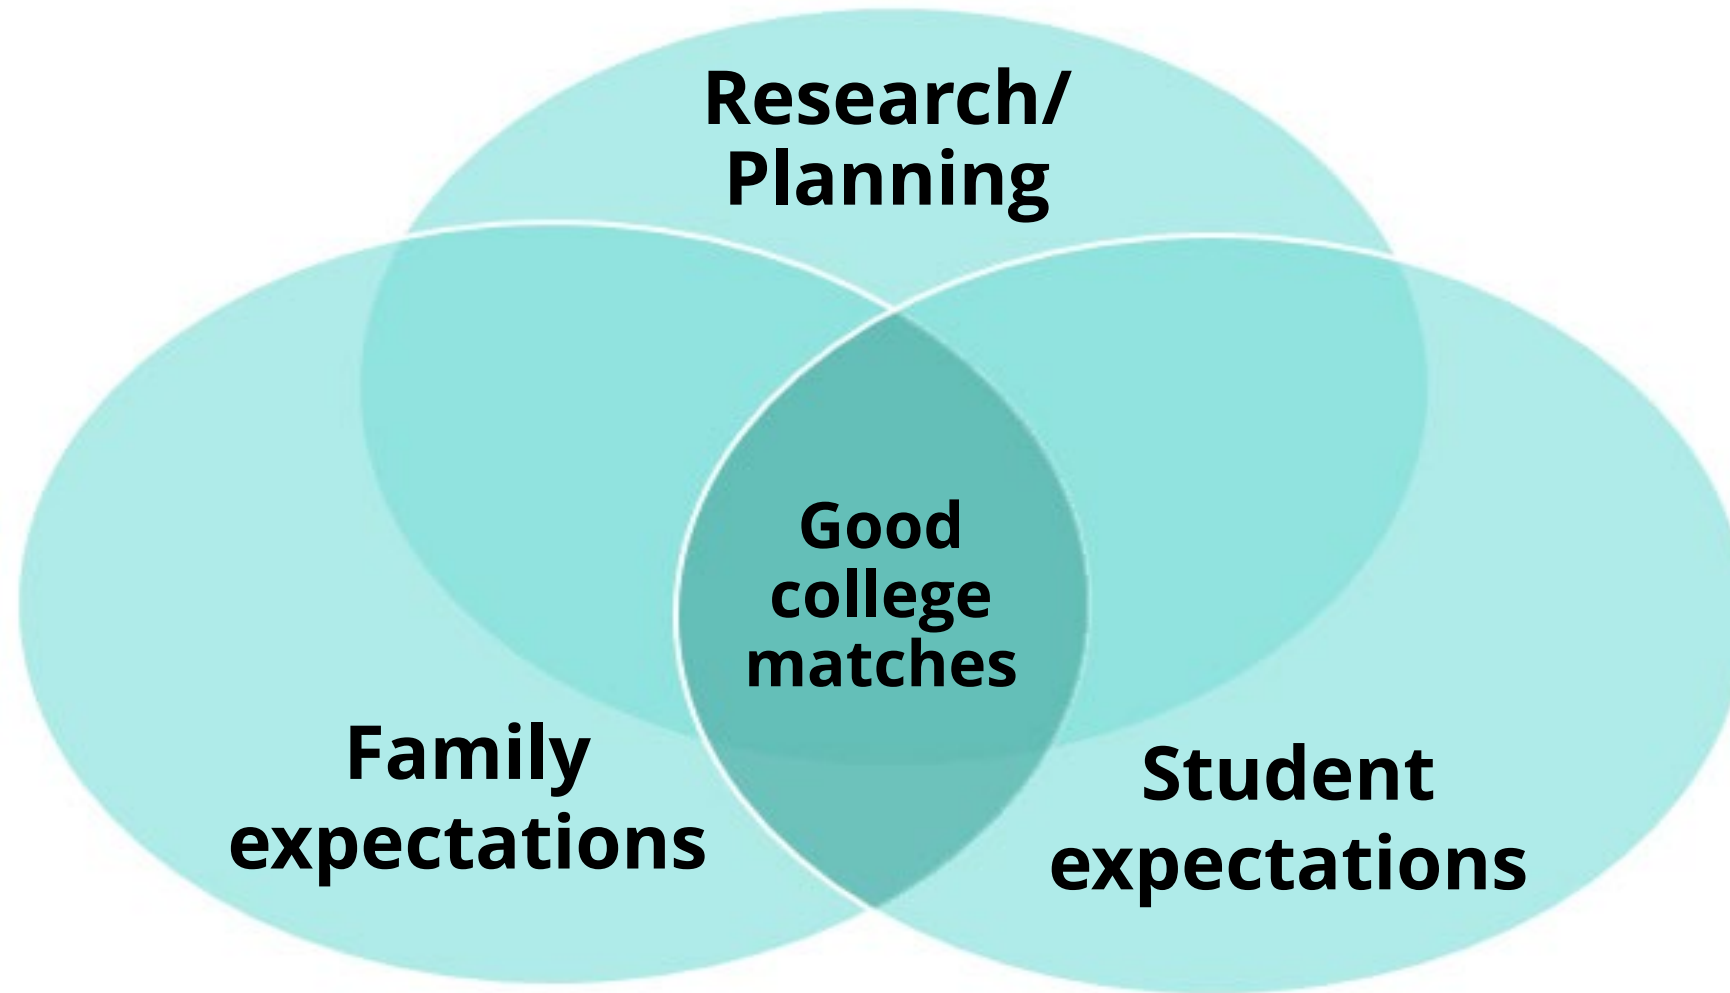 Research/
Planning
Good
college
matches
Family
expectations
Student
expectations